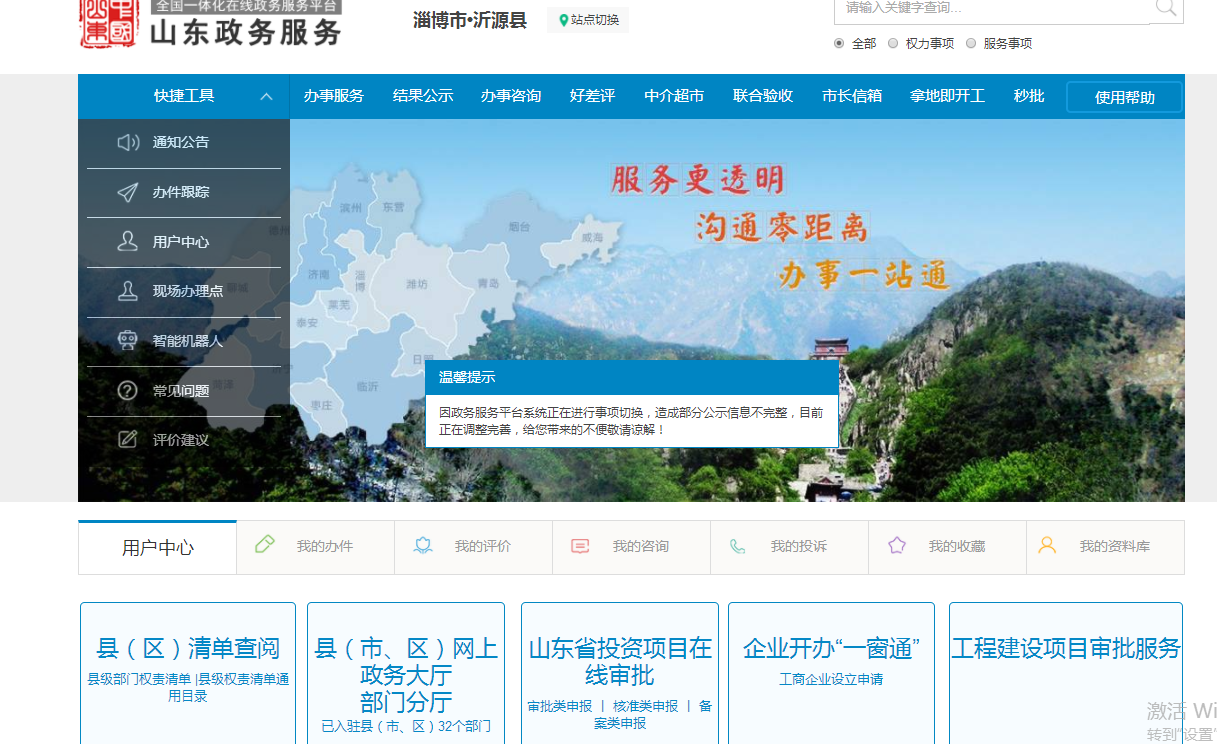 全国一体化在线政务服务平台
山东政务服务
淄博市•沂源县
站点切换
请输入关键字查询...
全部
权力事项
服务事项
快捷工具
办事服务
结果公示
办事咨询
好差评
中介超市
联合验收
市长信箱
拿地即开工
秒批
使用帮助
通知公告
办件跟踪
用户中心
现场办理点
智能机器人
常见问题
评价建议
服务更透明
沟通零距离
办事一站通
滨州
东营
德州
烟台
威海
济南
淄博
潍坊
青岛
聊城
莱芜
泰安
临沂
枣庄
菏泽
温馨提示
因政务服务平台系统正在进行事项切换，造成部分公示信息不完整，目前
正在调整完善，给您带来的不便敬请谅解！
用户中心
我的办件
我的评价
我的咨询
我的投诉
我的收藏
我的资料库
县（区）清单查阅
县级部门权责清单 |县级权责清单通
用目录
县（市、区）网上
政务大厅
部门分厅
已入驻县（市、区）32个部门
山东省投资项目在
线审批
审批类申报 丨 核准类申报 丨 备
案类申报
企业开办“一窗通”
工商企业设立申请
工程建设项目审批服务
激活 Wi
转到"设置"